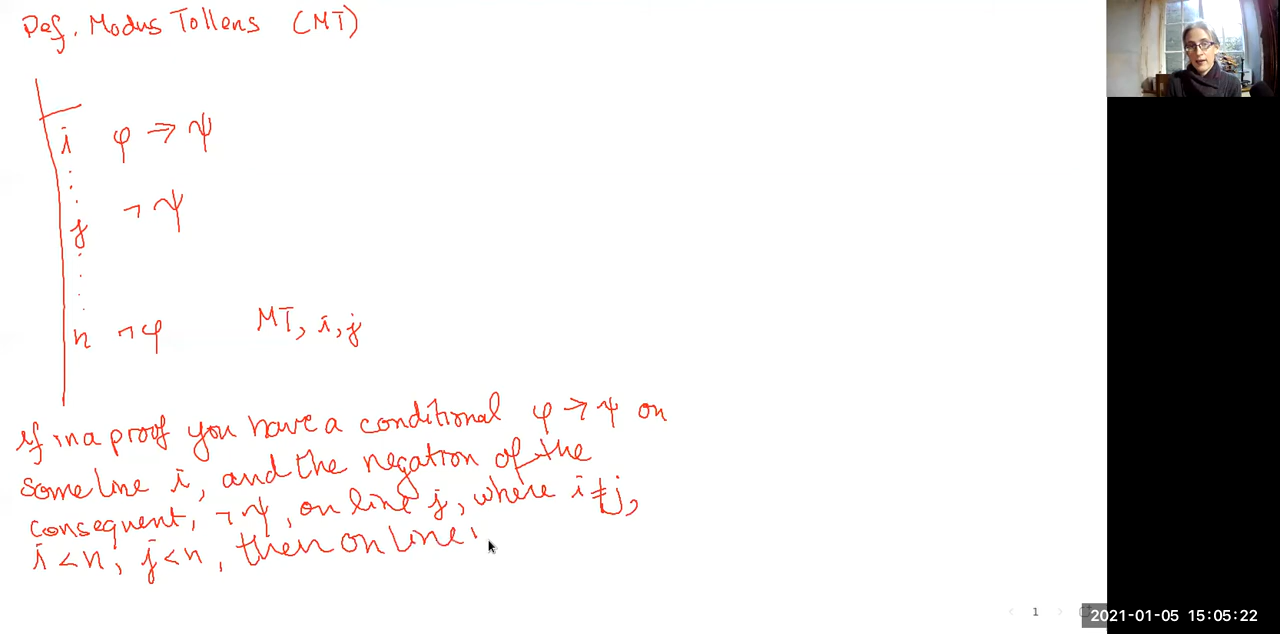 Def. Modus Tollens (MT)
i φ → ψ
⋮
j ¬ψ
⋮
n ¬φ MT, i, j
If in a proof you have a conditional φ → ψ on
some line i, and the negation of the
consequent, ¬ψ, on line j, where i ≠ j,
i < n, j < n, then on line
1
2021-01-05 15:05:22